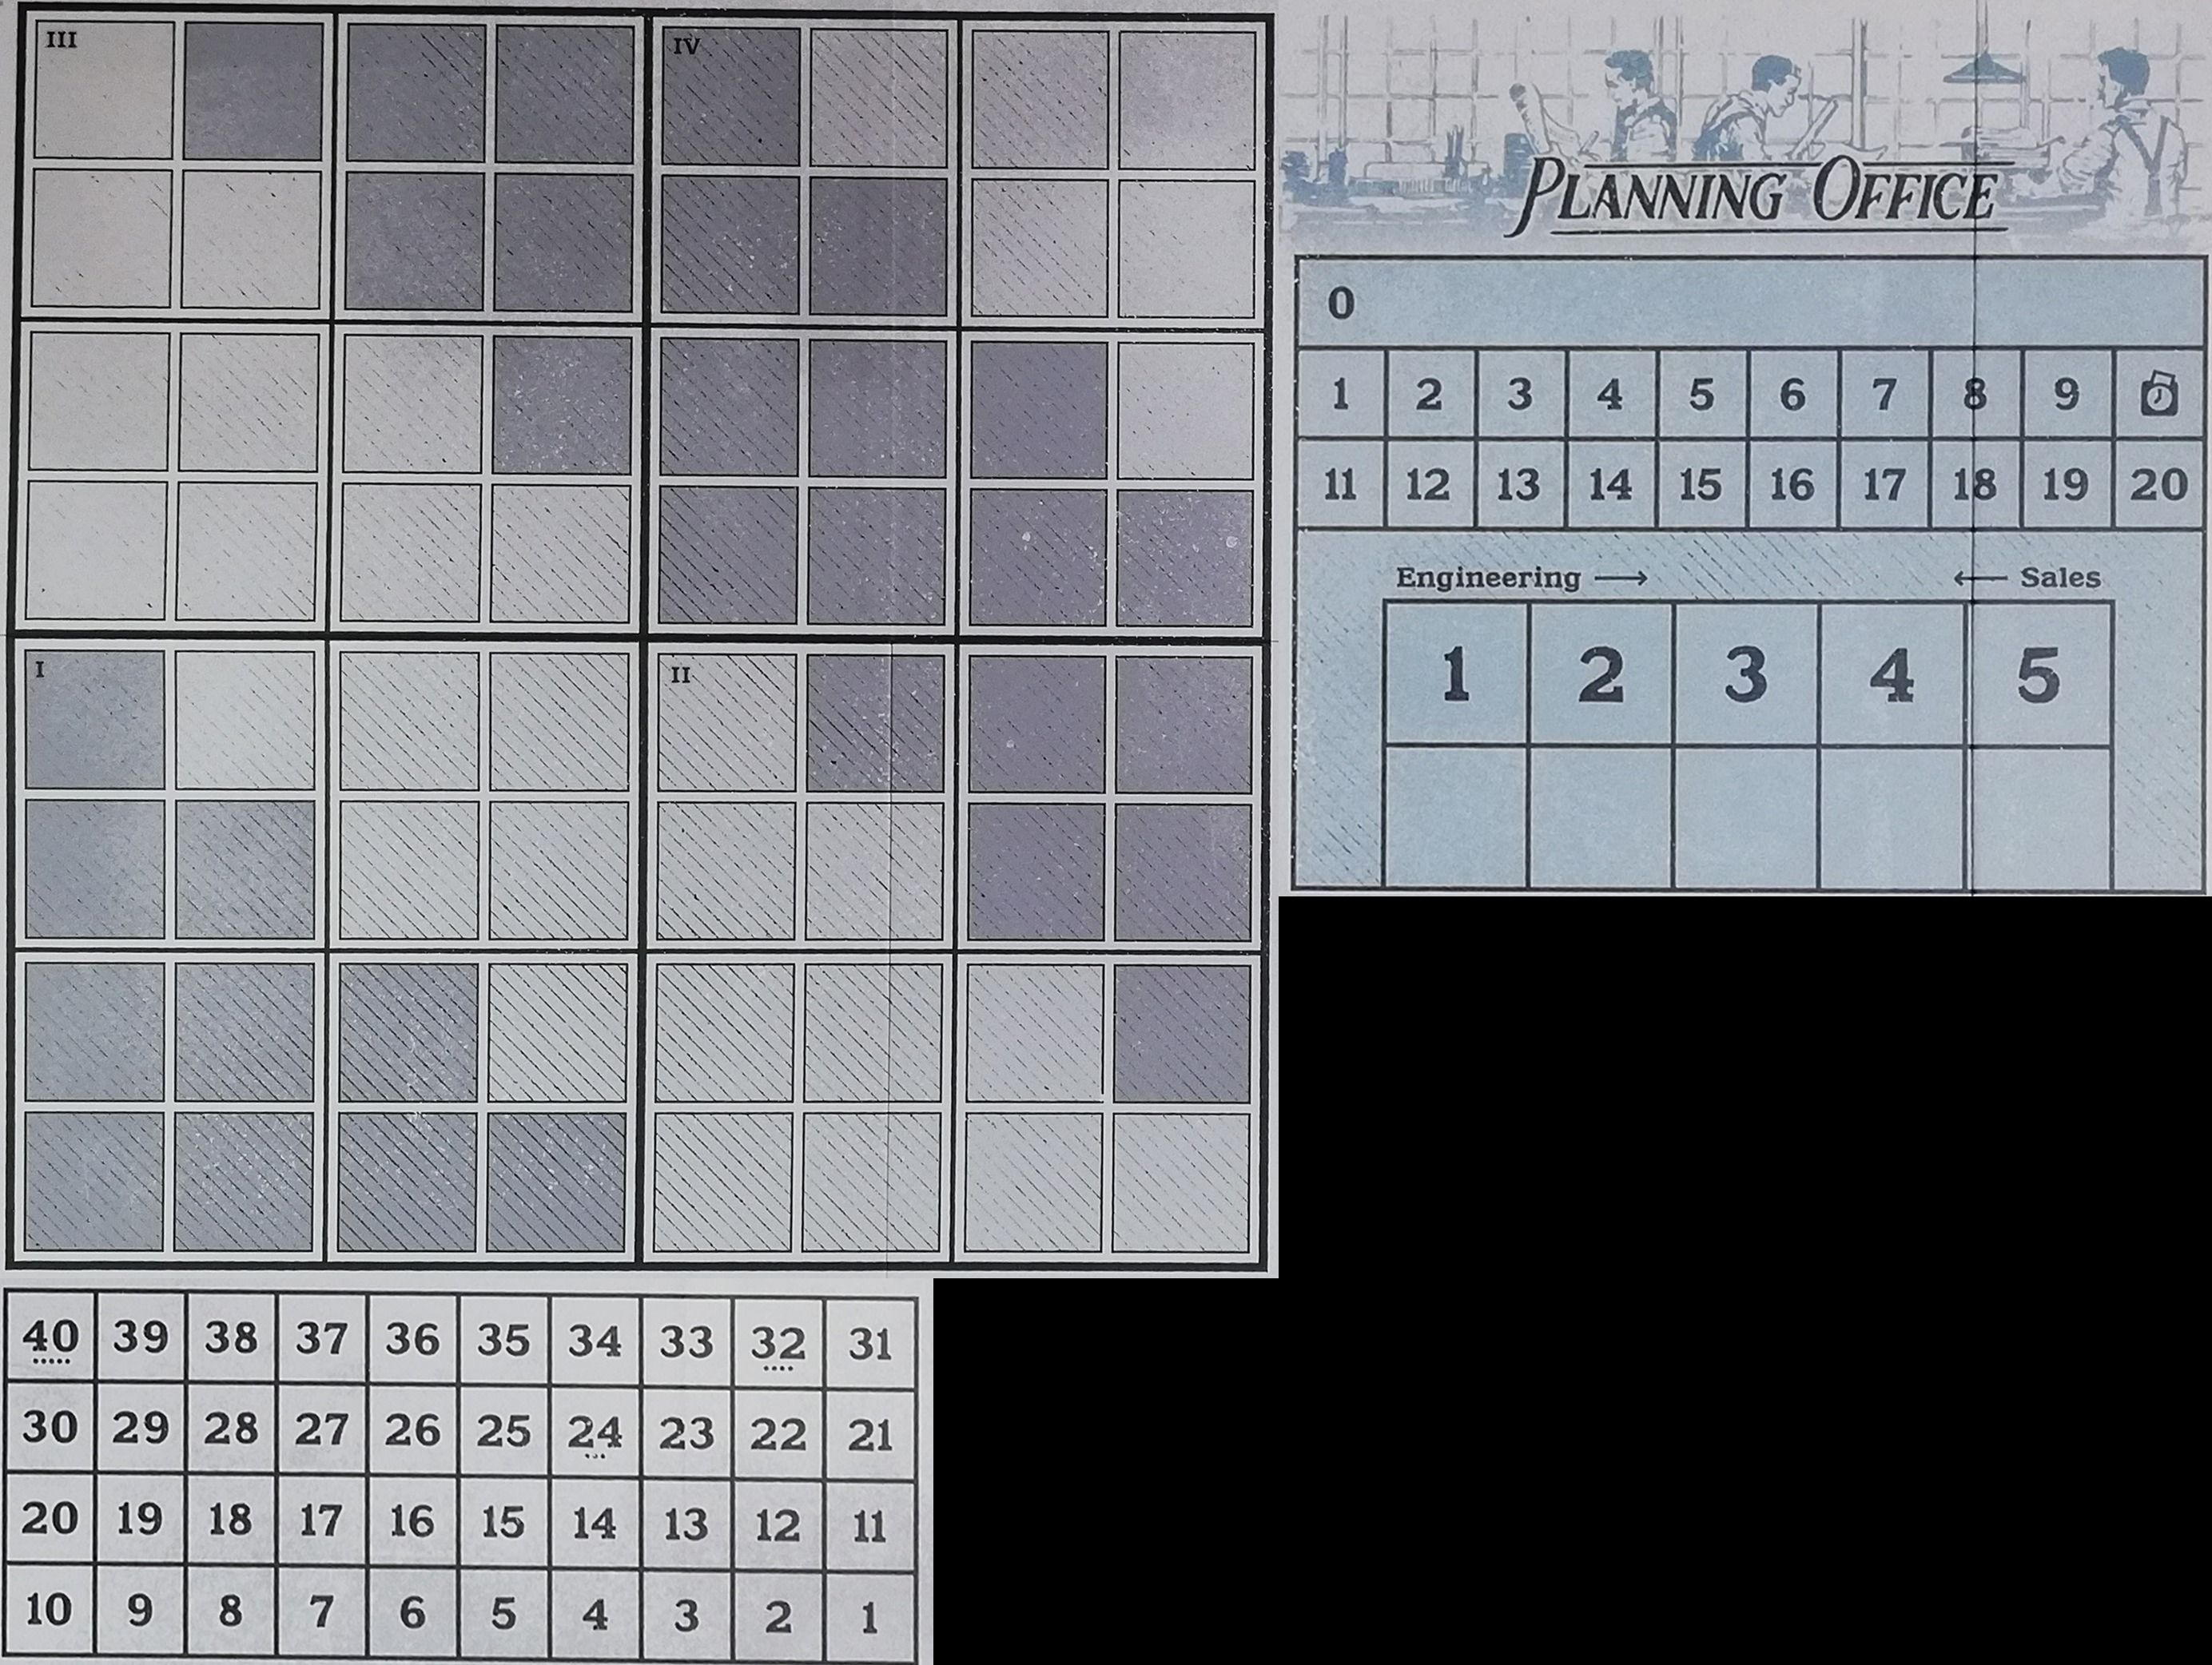 III IV
I II
PLANNING OFFICE
0
1 2 3 4 5 6 7 8 9
11 12 13 14 15 16 17 18 19 20
Engineering → ← Sales
1 2 3 4 5
40 39 38 37 36 35 34 33 32 31
30 29 28 27 26 25 24 23 22 21
20 19 18 17 16 15 14 13 12 11
10 9 8 7 6 5 4 3 2 1